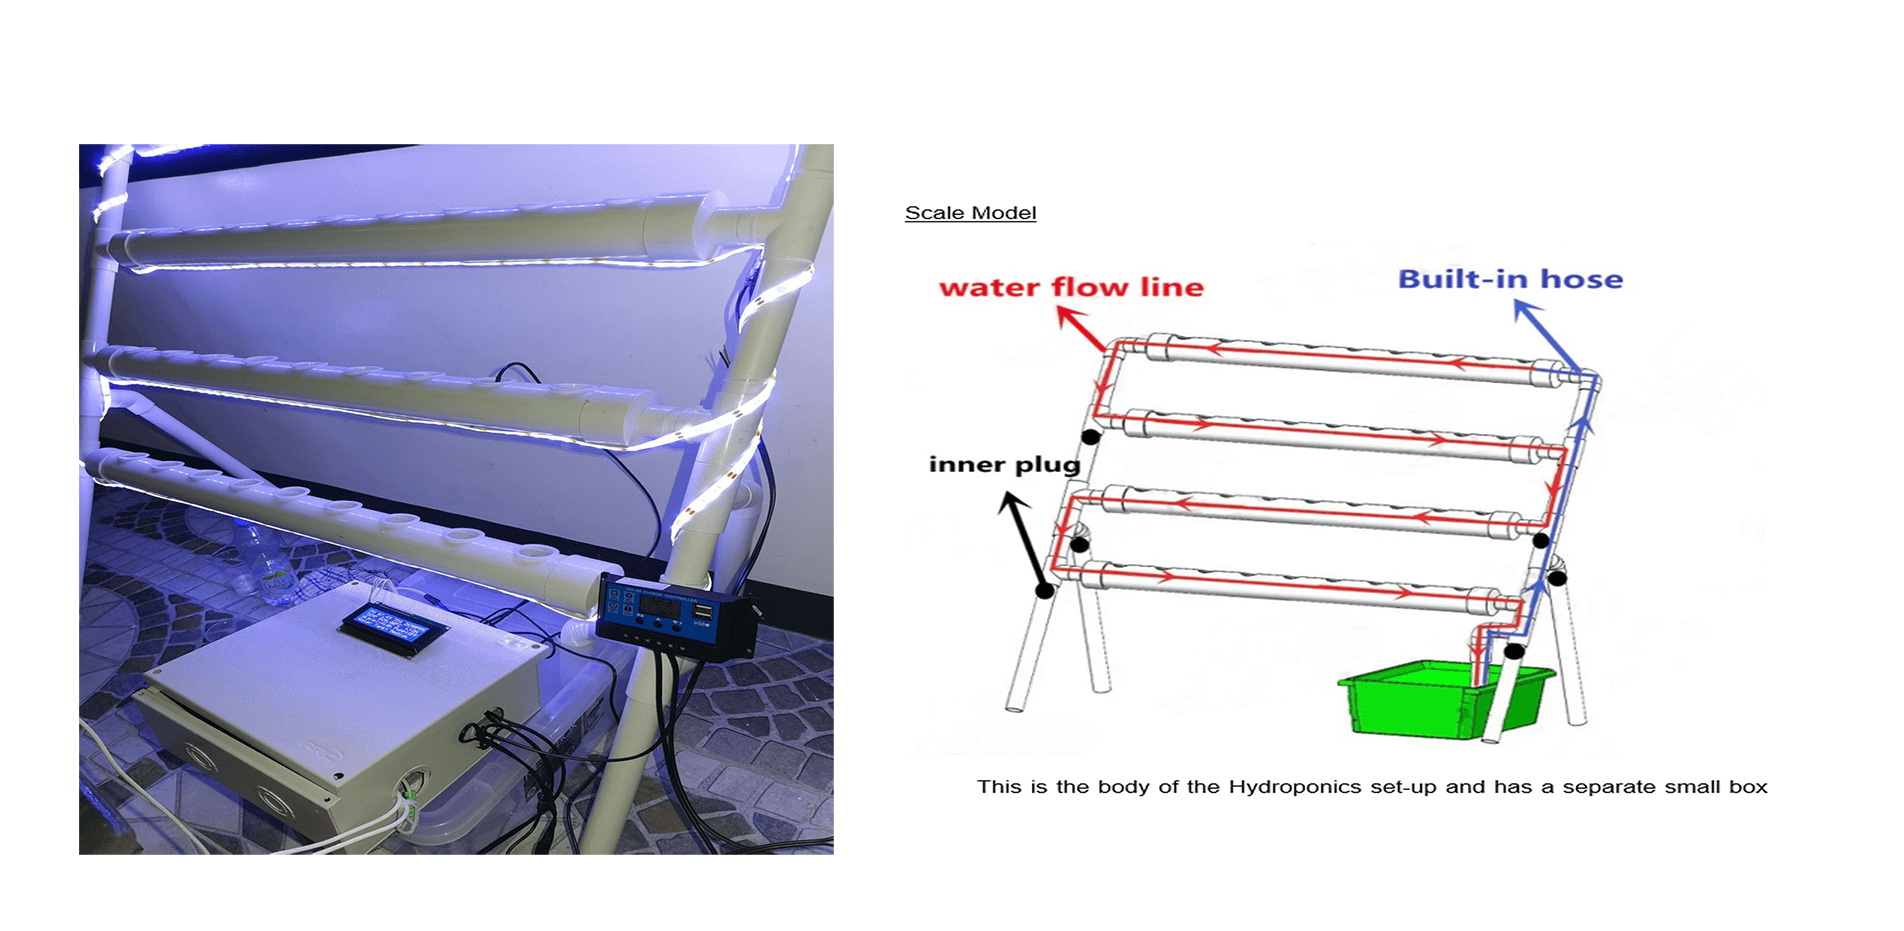 Scale Model
water flow line
Built-in hose
inner plug
This is the body of the Hydroponics set-up and has a separate small box